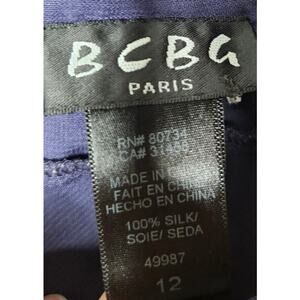 BCBG
PARIS
RN# 80734
CA#
MADE IN CHINA
FAIT EN CHINE
HECHO EN CHINA
100% SILK/
SOIE/ SEDA
49987
12